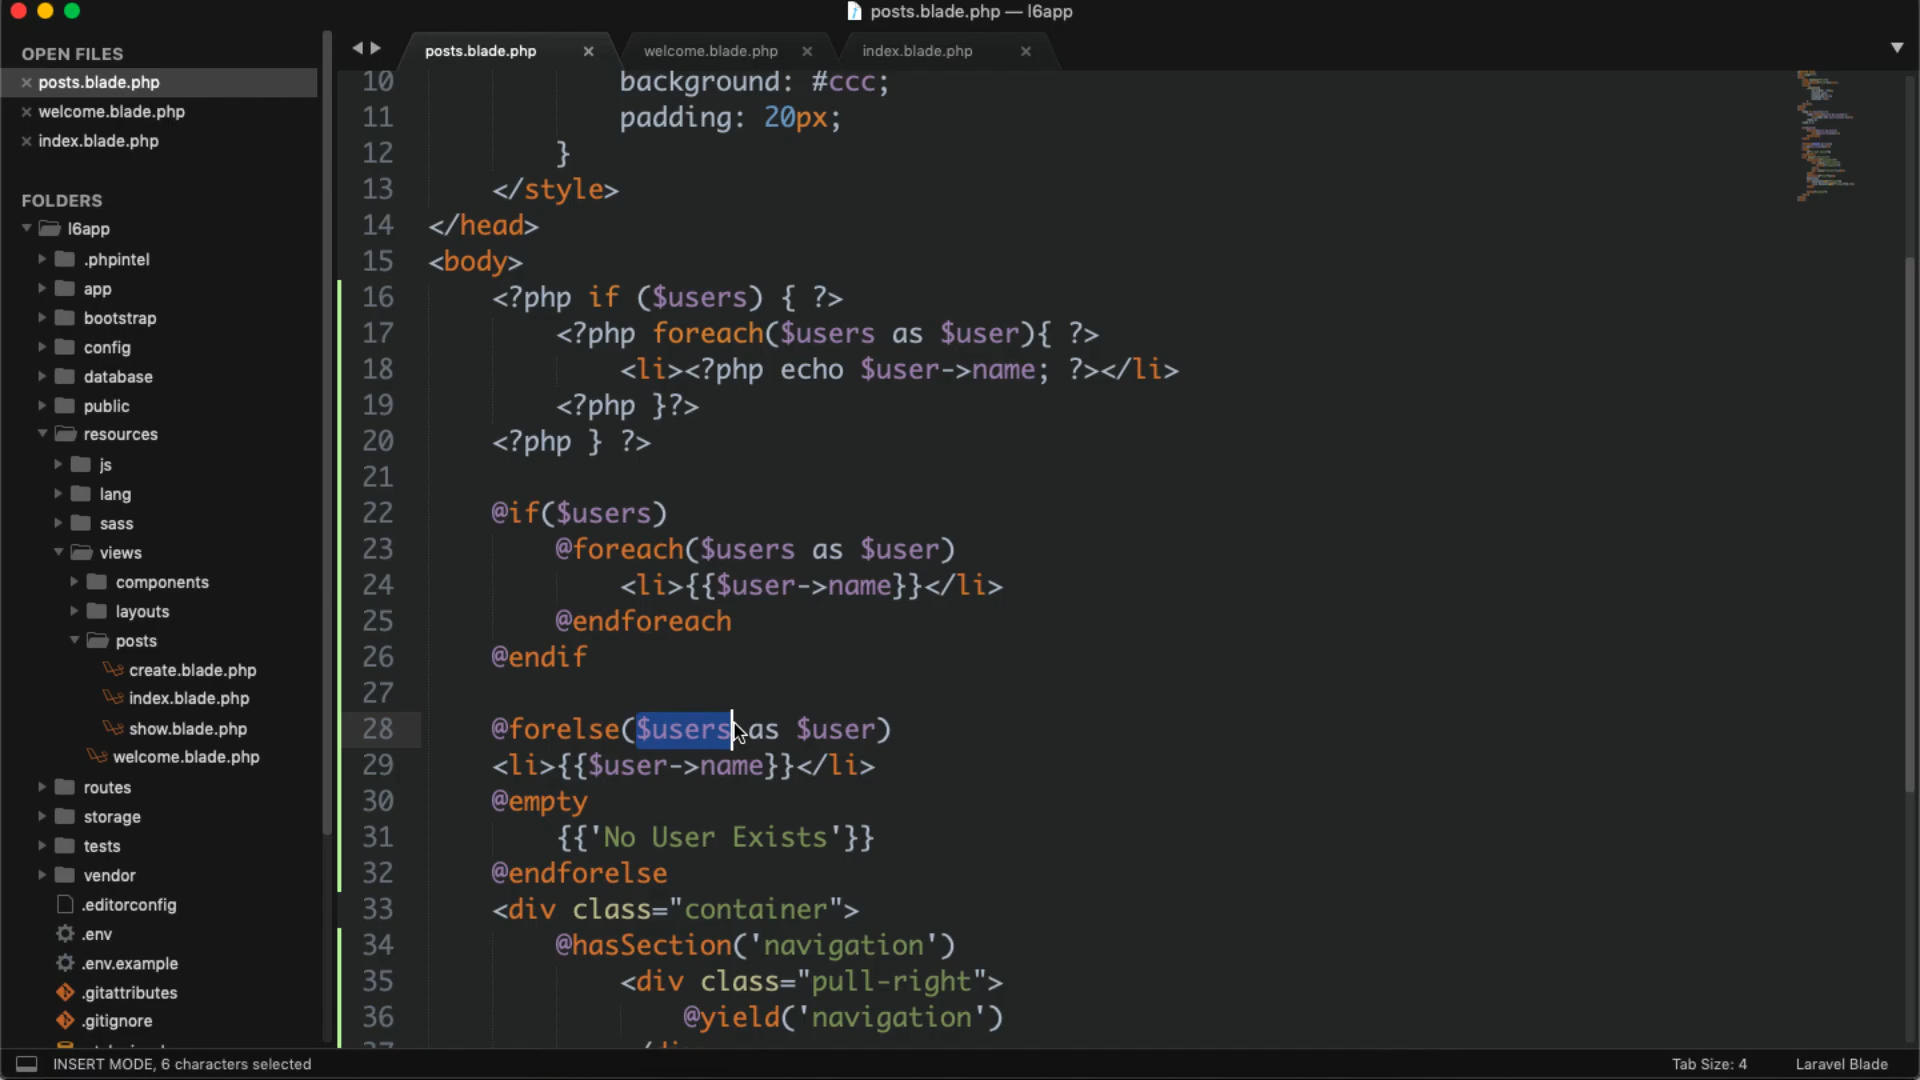 posts.blade.php — l6app
OPEN FILES
posts.blade.php
welcome.blade.php
index.blade.php
FOLDERS
l6app
.phpintel
app
bootstrap
config
database
public
resources
js
lang
sass
views
components
layouts
posts
create.blade.php
index.blade.php
show.blade.php
welcome.blade.php
routes
storage
tests
vendor
.editorconfig
.env
.env.example
.gitattributes
.gitignore
posts.blade.php
welcome.blade.php
index.blade.php
10 background: #ccc;
11 padding: 20px;
12 }
13 </style>
14 </head>
15 <body>
16 <?php if ($users) { ?>
17 <?php foreach($users as $user){ ?>
18 <li><?php echo $user->name; ?></li>
19 <?php }?>
20 <?php } ?>
21
22 @if($users)
23 @foreach($users as $user)
24 <li>{{$user->name}}</li>
25 @endforeach
26 @endif
27
28 @forelse($users as $user)
29 <li>{{$user->name}}</li>
30 @empty
31 {{'No User Exists'}}
32 @endforelse
33 <div class="container">
34 @hasSection('navigation')
35 <div class="pull-right">
36 @yield('navigation')
INSERT MODE, 6 characters selected
Tab Size: 4
Laravel Blade